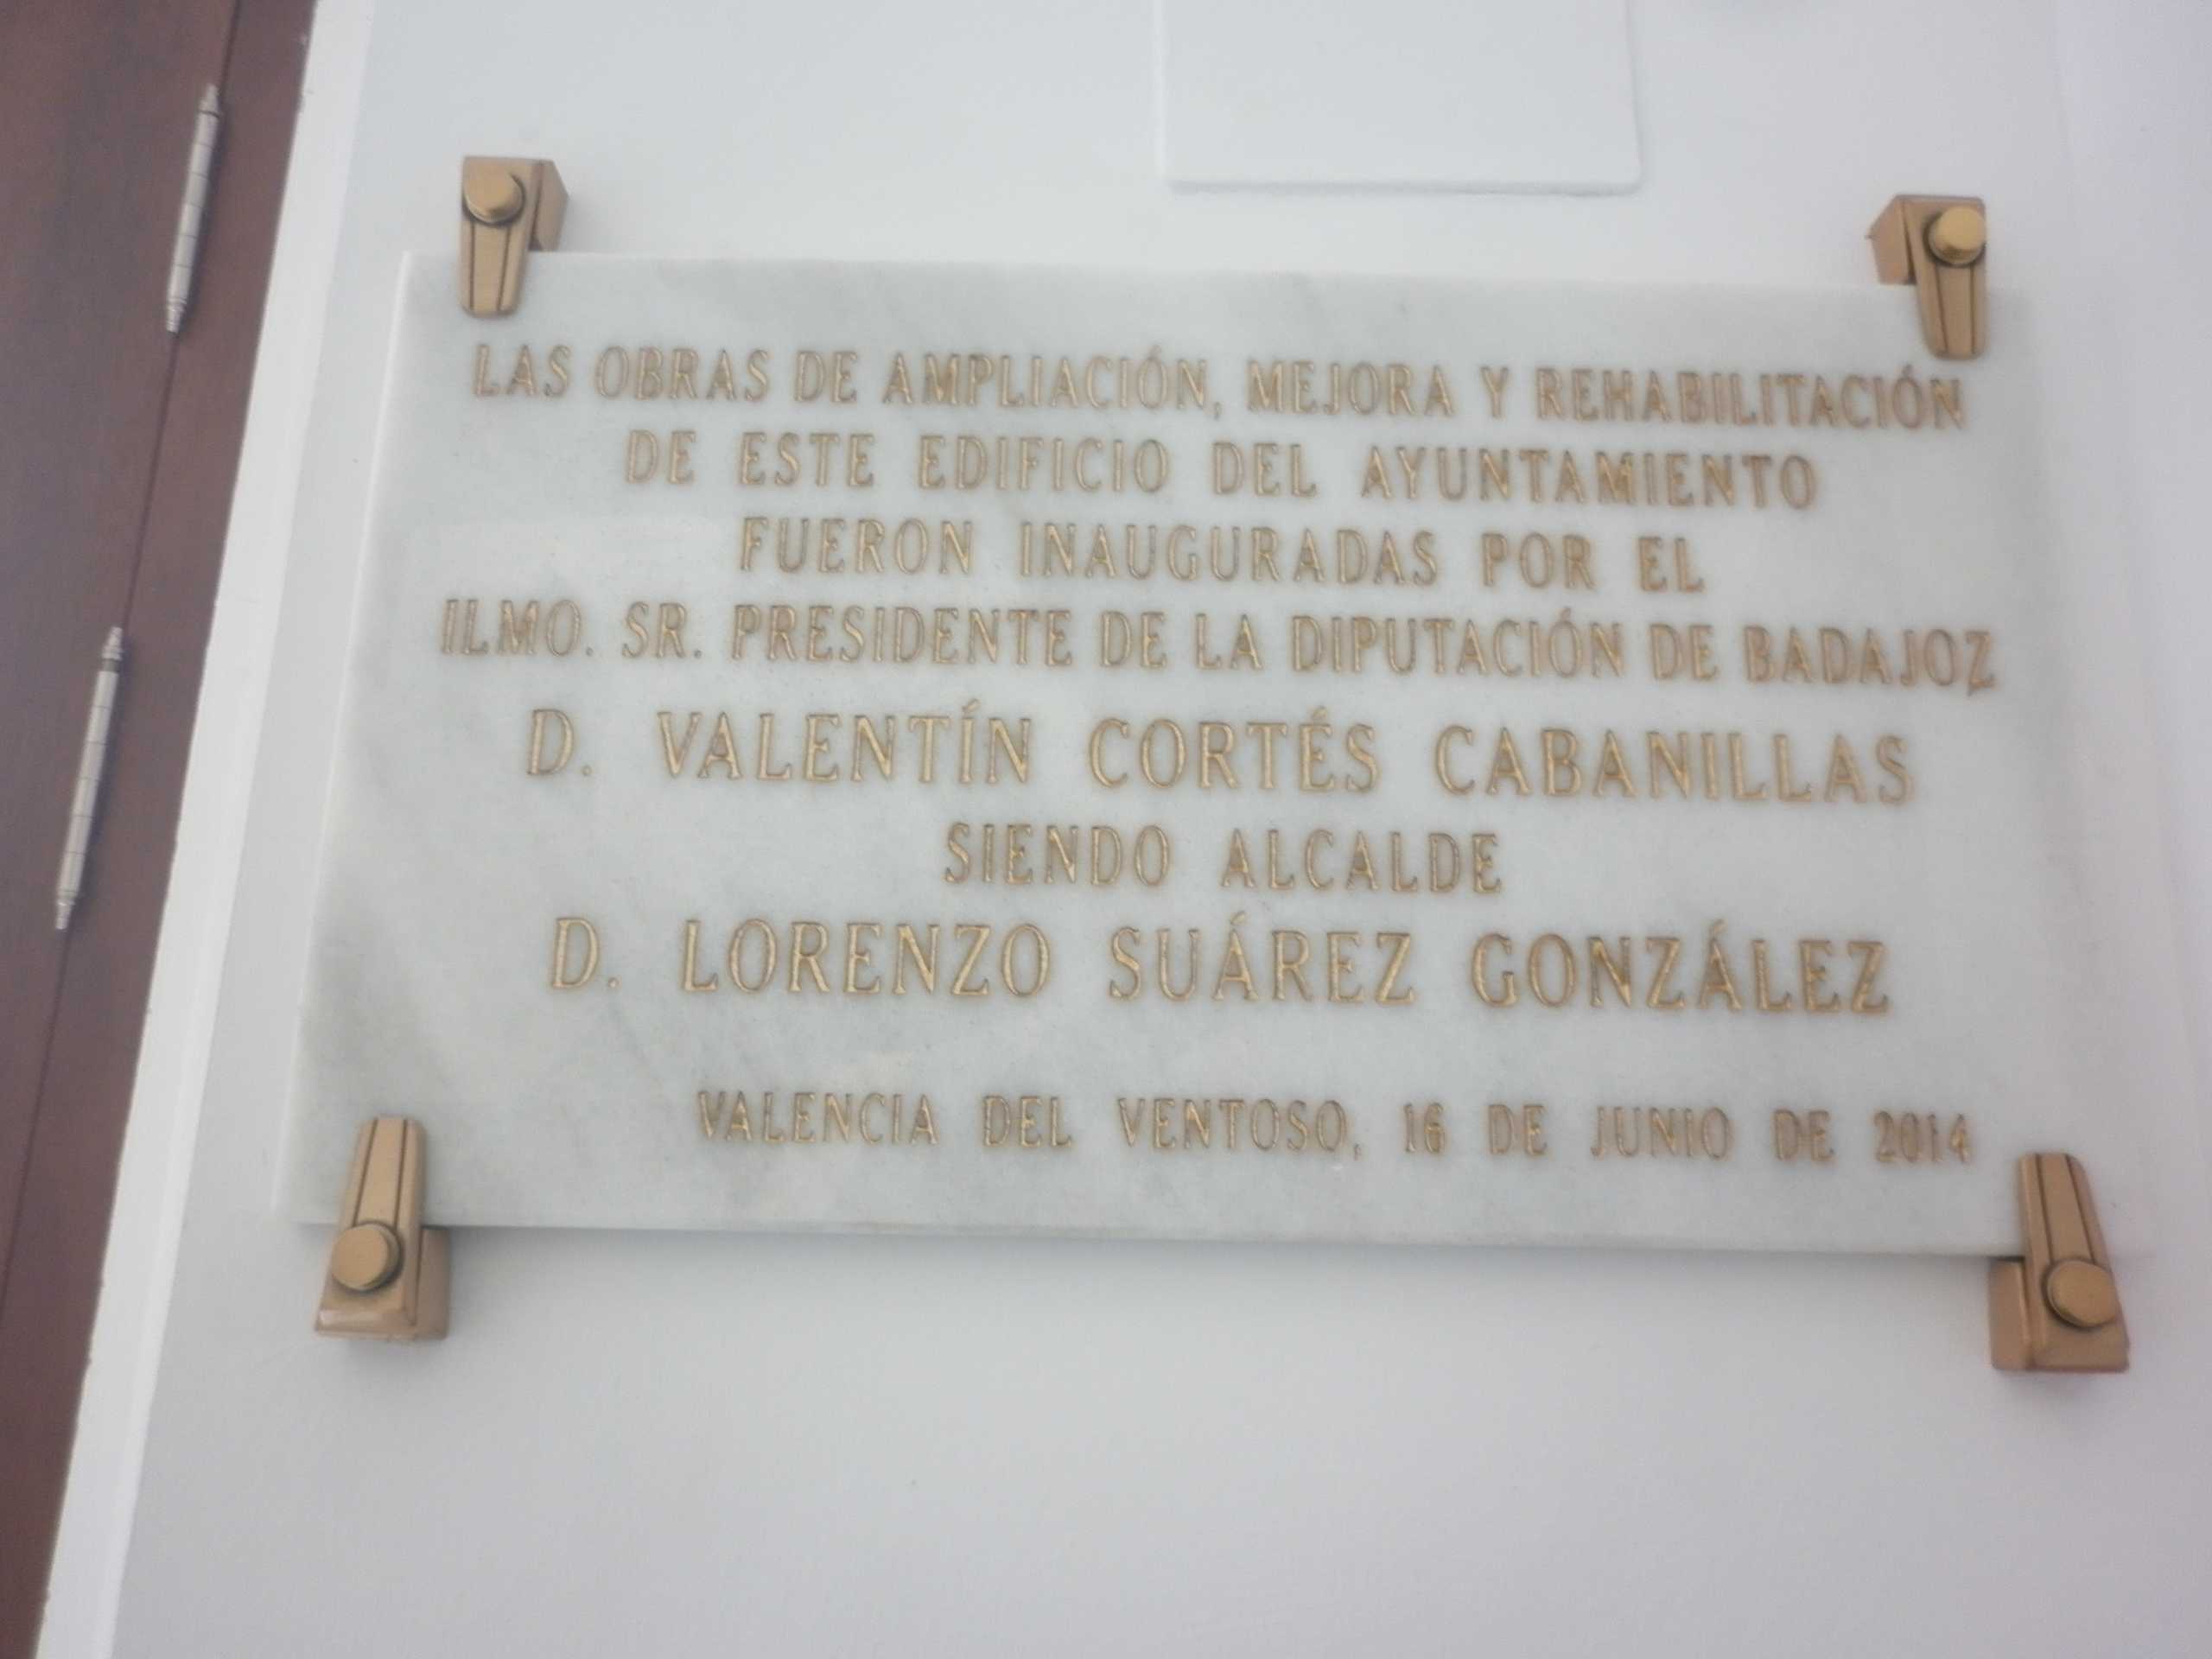 LAS OBRAS DE AMPLIACIÓN, MEJORA Y REHABILITACIÓN
DE ESTE EDIFICIO DEL AYUNTAMIENTO
FUERON INAUGURADAS POR EL
ILMO. SR. PRESIDENTE DE LA DIPUTACIÓN DE BADAJOZ
D. VALENTÍN CORTÉS CABANILLAS
SIENDO ALCALDE
D. LORENZO SUÁREZ GONZÁLEZ
VALENCIA DEL VENTOSO, 16 DE JUNIO DE 2014